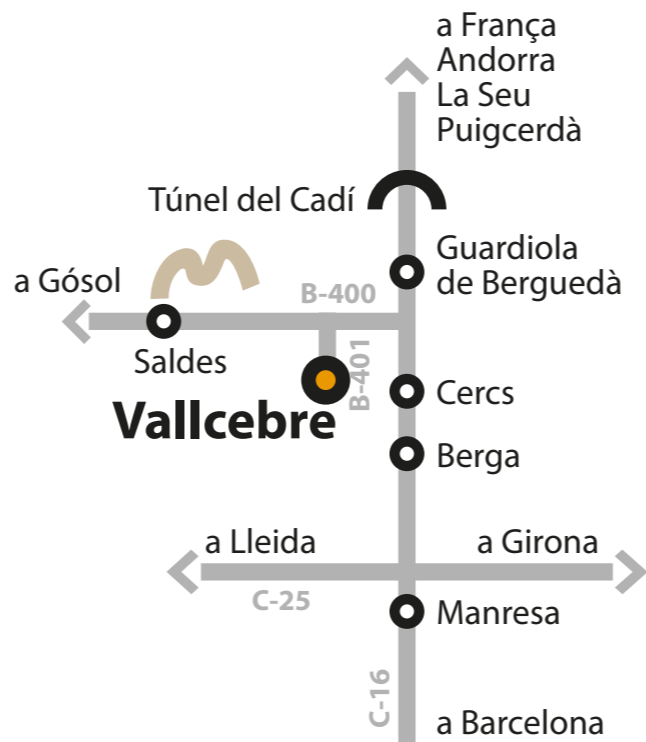 a França
Andorra
La Seu
Puigcerdà
Túnel del Cadí
Guardiola
de Berguedà
a Gósol
B-400
Saldes
B-401
Vallcebre
Cercs
Berga
a Lleida
a Girona
C-25
Manresa
C-16
a Barcelona